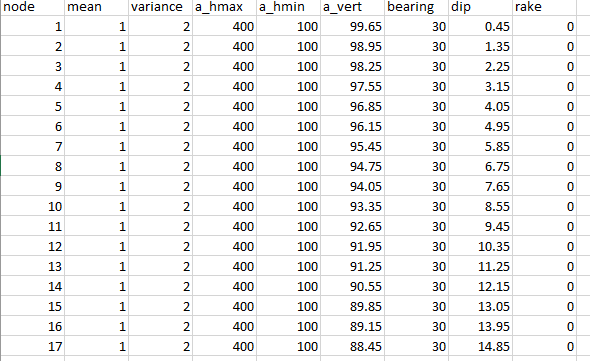 node mean variance a_hmax a_hmin a_vert bearing dip rake
1 1 2 400 100 99.65 30 0.45 0
2 1 2 400 100 98.95 30 1.35 0
3 1 2 400 100 98.25 30 2.25 0
4 1 2 400 100 97.55 30 3.15 0
5 1 2 400 100 96.85 30 4.05 0
6 1 2 400 100 96.15 30 4.95 0
7 1 2 400 100 95.45 30 5.85 0
8 1 2 400 100 94.75 30 6.75 0
9 1 2 400 100 94.05 30 7.65 0
10 1 2 400 100 93.35 30 8.55 0
11 1 2 400 100 92.65 30 9.45 0
12 1 2 400 100 91.95 30 10.35 0
13 1 2 400 100 91.25 30 11.25 0
14 1 2 400 100 90.55 30 12.15 0
15 1 2 400 100 89.85 30 13.05 0
16 1 2 400 100 89.15 30 13.95 0
17 1 2 400 100 88.45 30 14.85 0